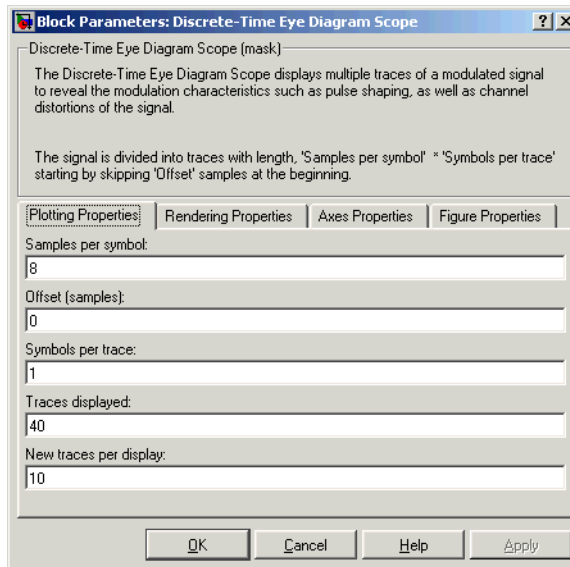 Block Parameters: Discrete-Time Eye Diagram Scope
Discrete-Time Eye Diagram Scope (mask)
The Discrete-Time Eye Diagram Scope displays multiple traces of a modulated signal
to reveal the modulation characteristics such as pulse shaping, as well as channel
distortions of the signal.
The signal is divided into traces with length, 'Samples per symbol' * 'Symbols per trace'
starting by skipping 'Offset' samples at the beginning.
Plotting Properties Rendering Properties Axes Properties Figure Properties
Samples per symbol:
8
Offset (samples):
0
Symbols per trace:
1
Traces displayed:
40
New traces per display:
10
OK Cancel Help Apply